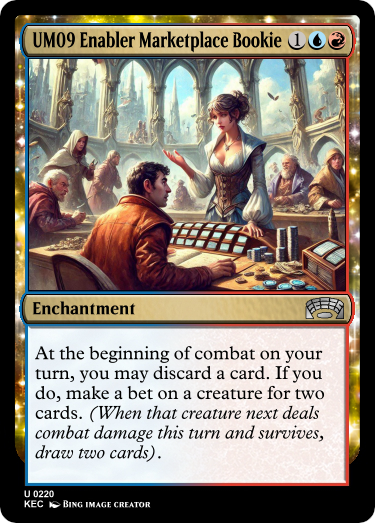 UM09 Enabler Marketplace Bookie 1
Enchantment
At the beginning of combat on your
turn, you may discard a card. If you
do, make a bet on a creature for two
cards. (When that creature next deals
combat damage this turn and survives,
draw two cards).
U 0220
KEC BING IMAGE CREATOR